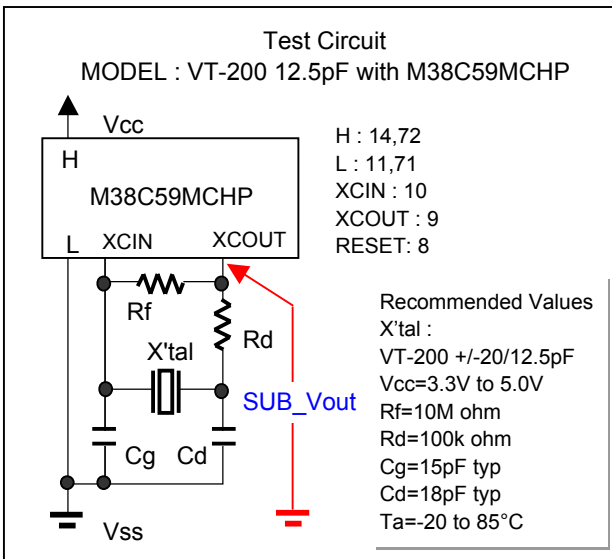 Test Circuit
MODEL : VT-200 12.5pF with M38C59MCHP
Vcc
H
M38C59MCHP
L XCIN XCOUT
H : 14,72
L : 11,71
XCIN : 10
XCOUT : 9
RESET: 8
Rf
Rd
X'tal
SUB_Vout
Cg Cd
Vss
Recommended Values
X'tal :
VT-200 +/-20/12.5pF
Vcc=3.3V to 5.0V
Rf=10M ohm
Rd=100k ohm
Cg=15pF typ
Cd=18pF typ
Ta=-20 to 85°C